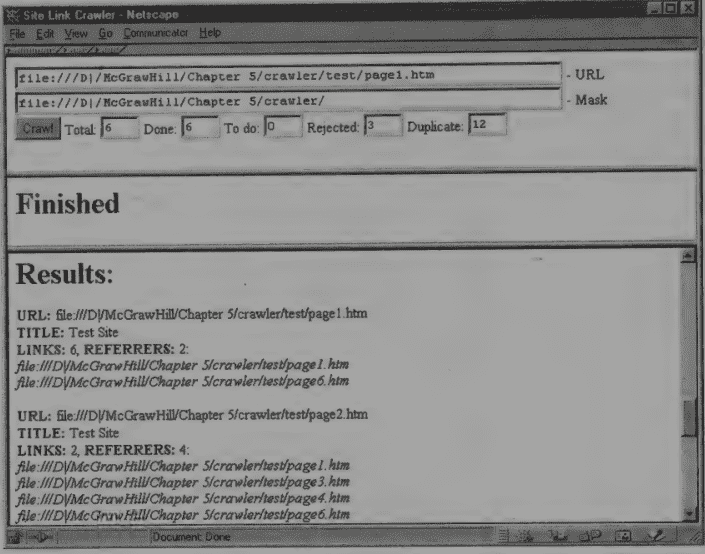 Site Link Crawler - Netscape
File Edit View Go Communicator Help
file:///D|/McGrawHill/Chapter 5/crawler/test/page1.htm - URL
file:///D|/McGrawHill/Chapter 5/crawler/ - Mask
Crawl Total: 6 Done: 6 To do: 0 Rejected: 3 Duplicate: 12
Finished
Results:
URL: file:///D|/McGrawHill/Chapter 5/crawler/test/page1.htm
TITLE: Test Site
LINKS: 6, REFERRERS: 2:
file:///D|/McGrawHill/Chapter 5/crawler/test/page1.htm
file:///D|/McGrawHill/Chapter 5/crawler/test/page6.htm
URL: file:///D|/McGrawHill/Chapter 5/crawler/test/page2.htm
TITLE: Test Site
LINKS: 2, REFERRERS: 4:
file:///D|/McGrawHill/Chapter 5/crawler/test/page1.htm
file:///D|/McGrawHill/Chapter 5/crawler/test/page3.htm
file:///D|/McGrawHill/Chapter 5/crawler/test/page4.htm
file:///D|/McGrawHill/Chapter 5/crawler/test/page6.htm
Document: Done